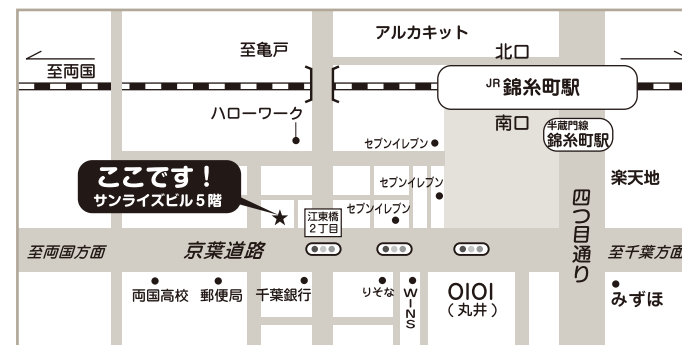 アルカキット
至亀戸
北口
至両国
JR 錦糸町駅
ハローワーク
南口
半蔵門線
錦糸町駅
セブンイレブン
ここです！
サンライズビル5階
セブンイレブン
楽天地
セブンイレブン
江東橋
2丁目
四つ目通り
至両国方面
京葉道路
至千葉方面
両国高校
郵便局
千葉銀行
りそな
WINS
OIOI
（丸井）
みずほ